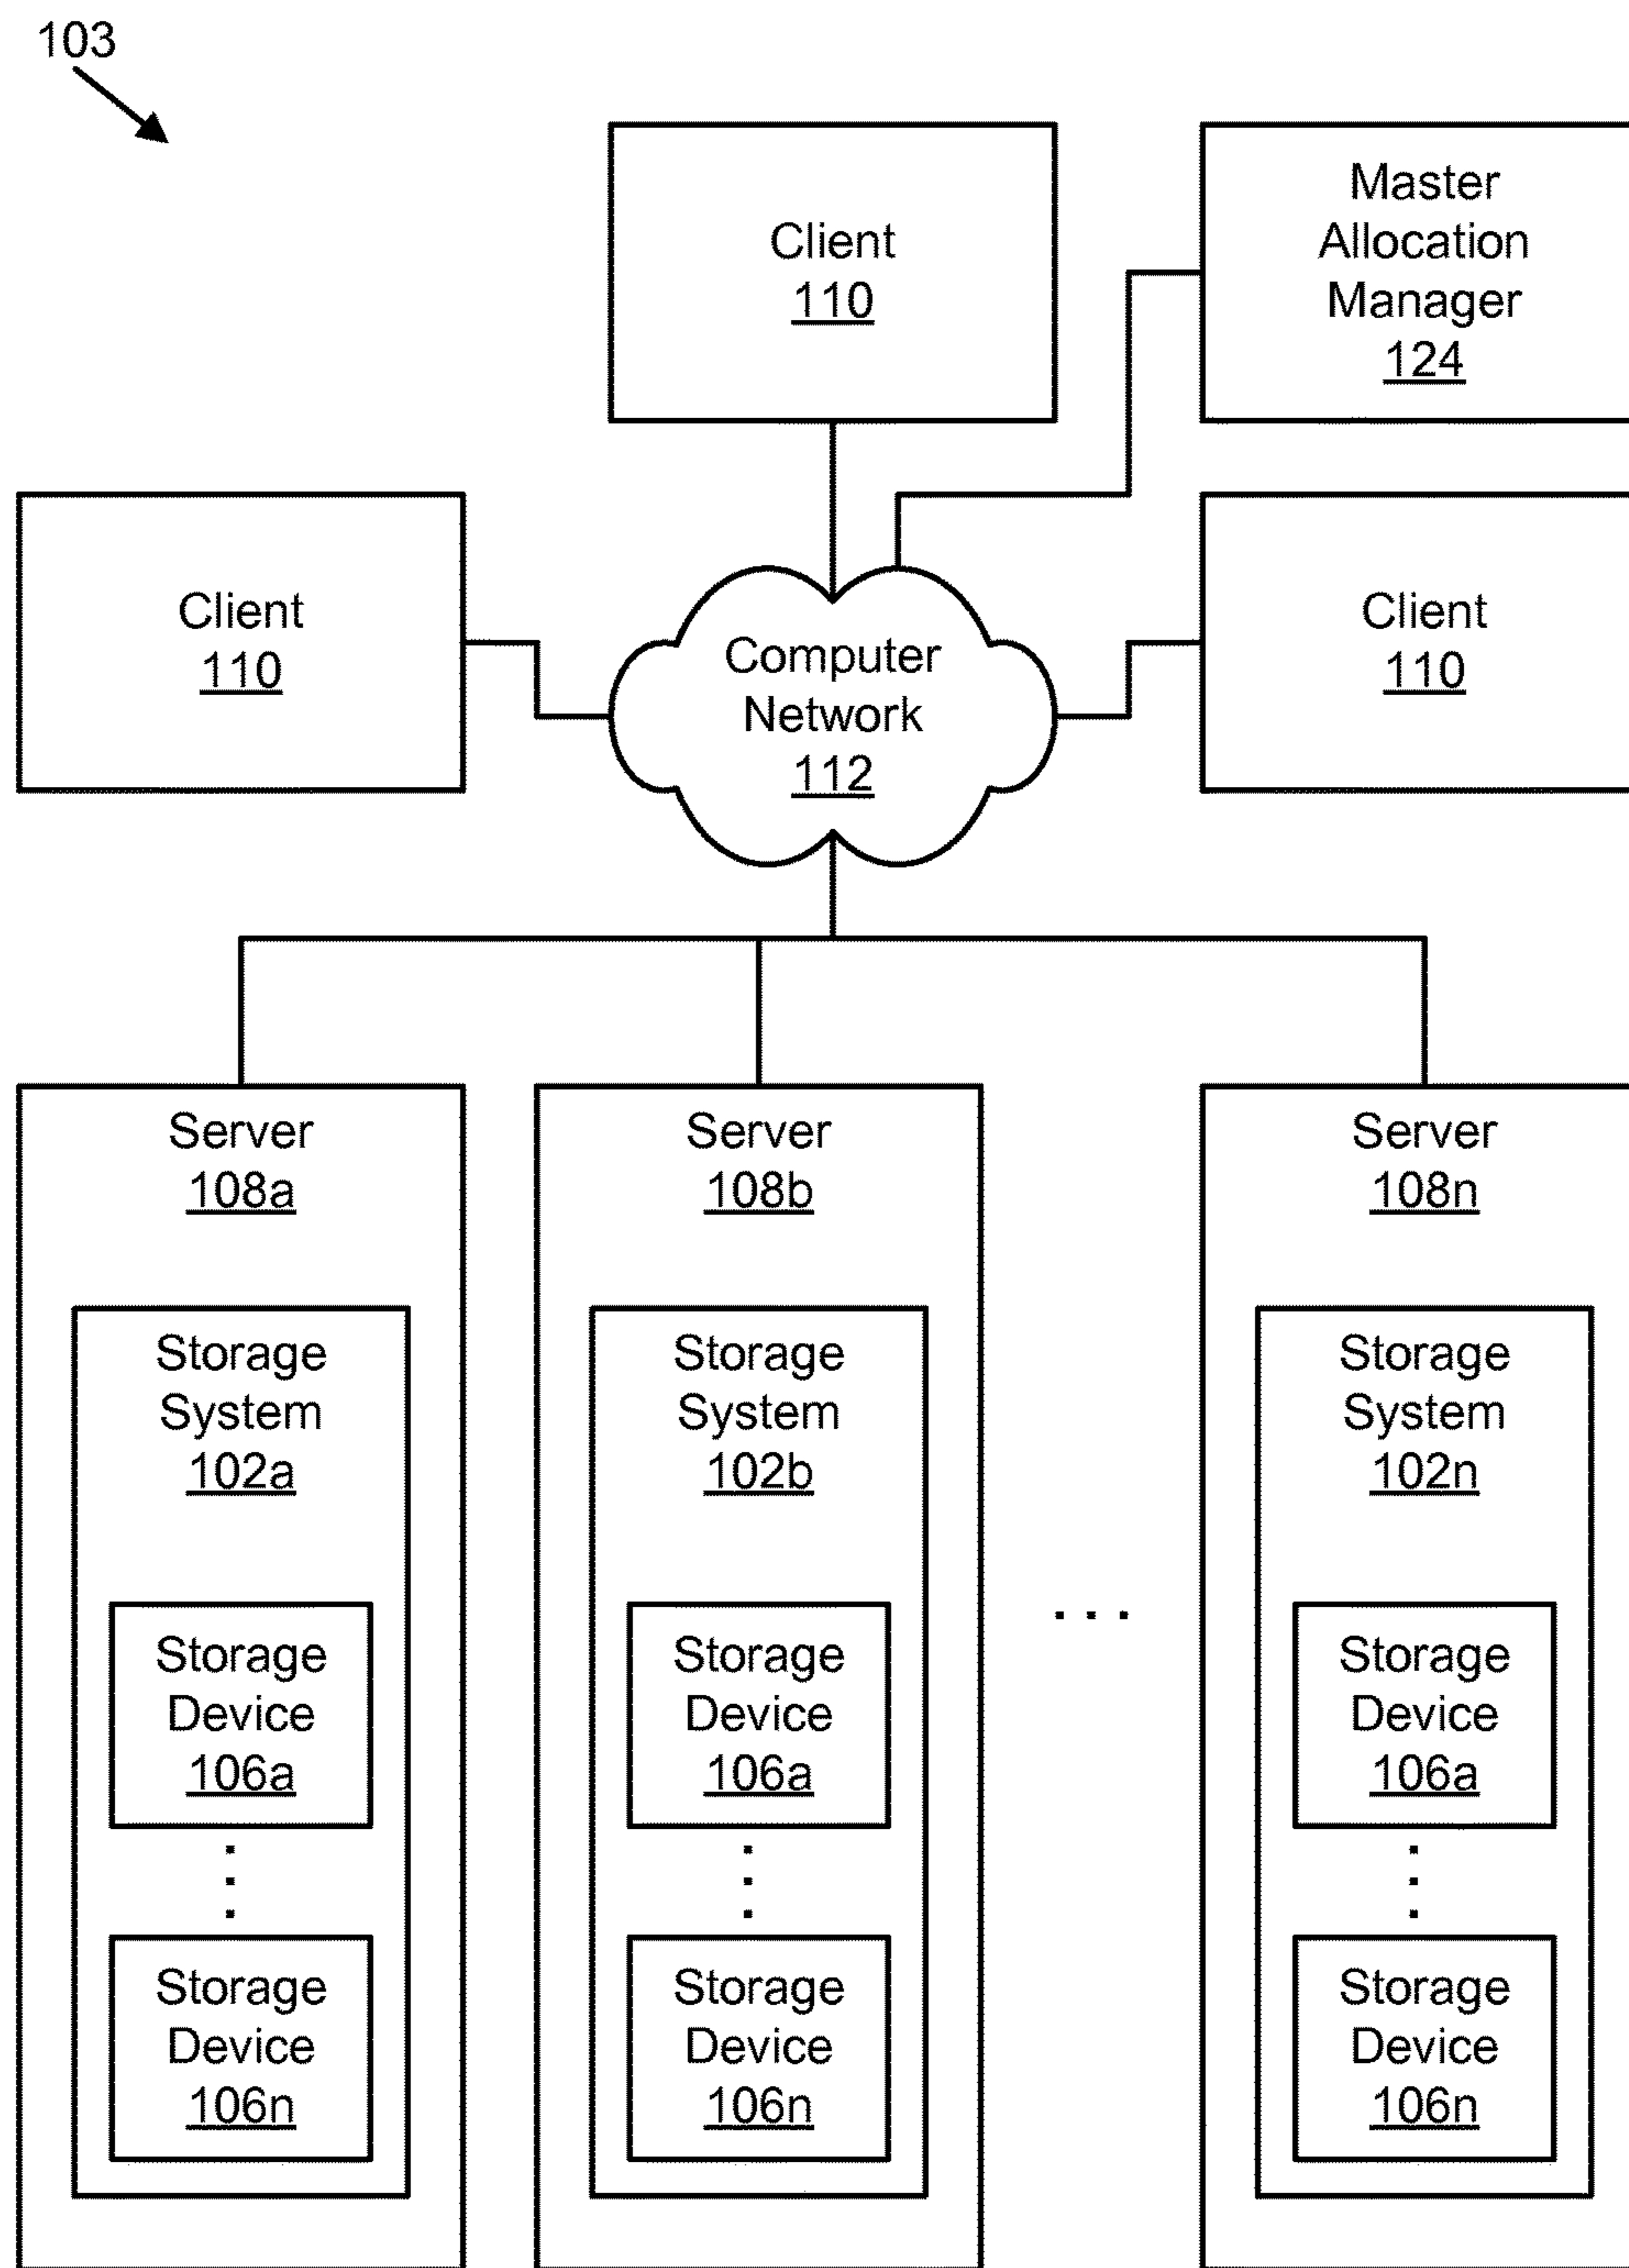 103
Client
110
Master
Allocation
Manager
124
Client
110
Computer
Network
112
Client
110
Server
108a
Storage
System
102a
Storage
Device
106a
Storage
Device
106n
Server
108b
Storage
System
102b
Storage
Device
106a
Storage
Device
106n
. . .
Server
108n
Storage
System
102n
Storage
Device
106a
Storage
Device
106n